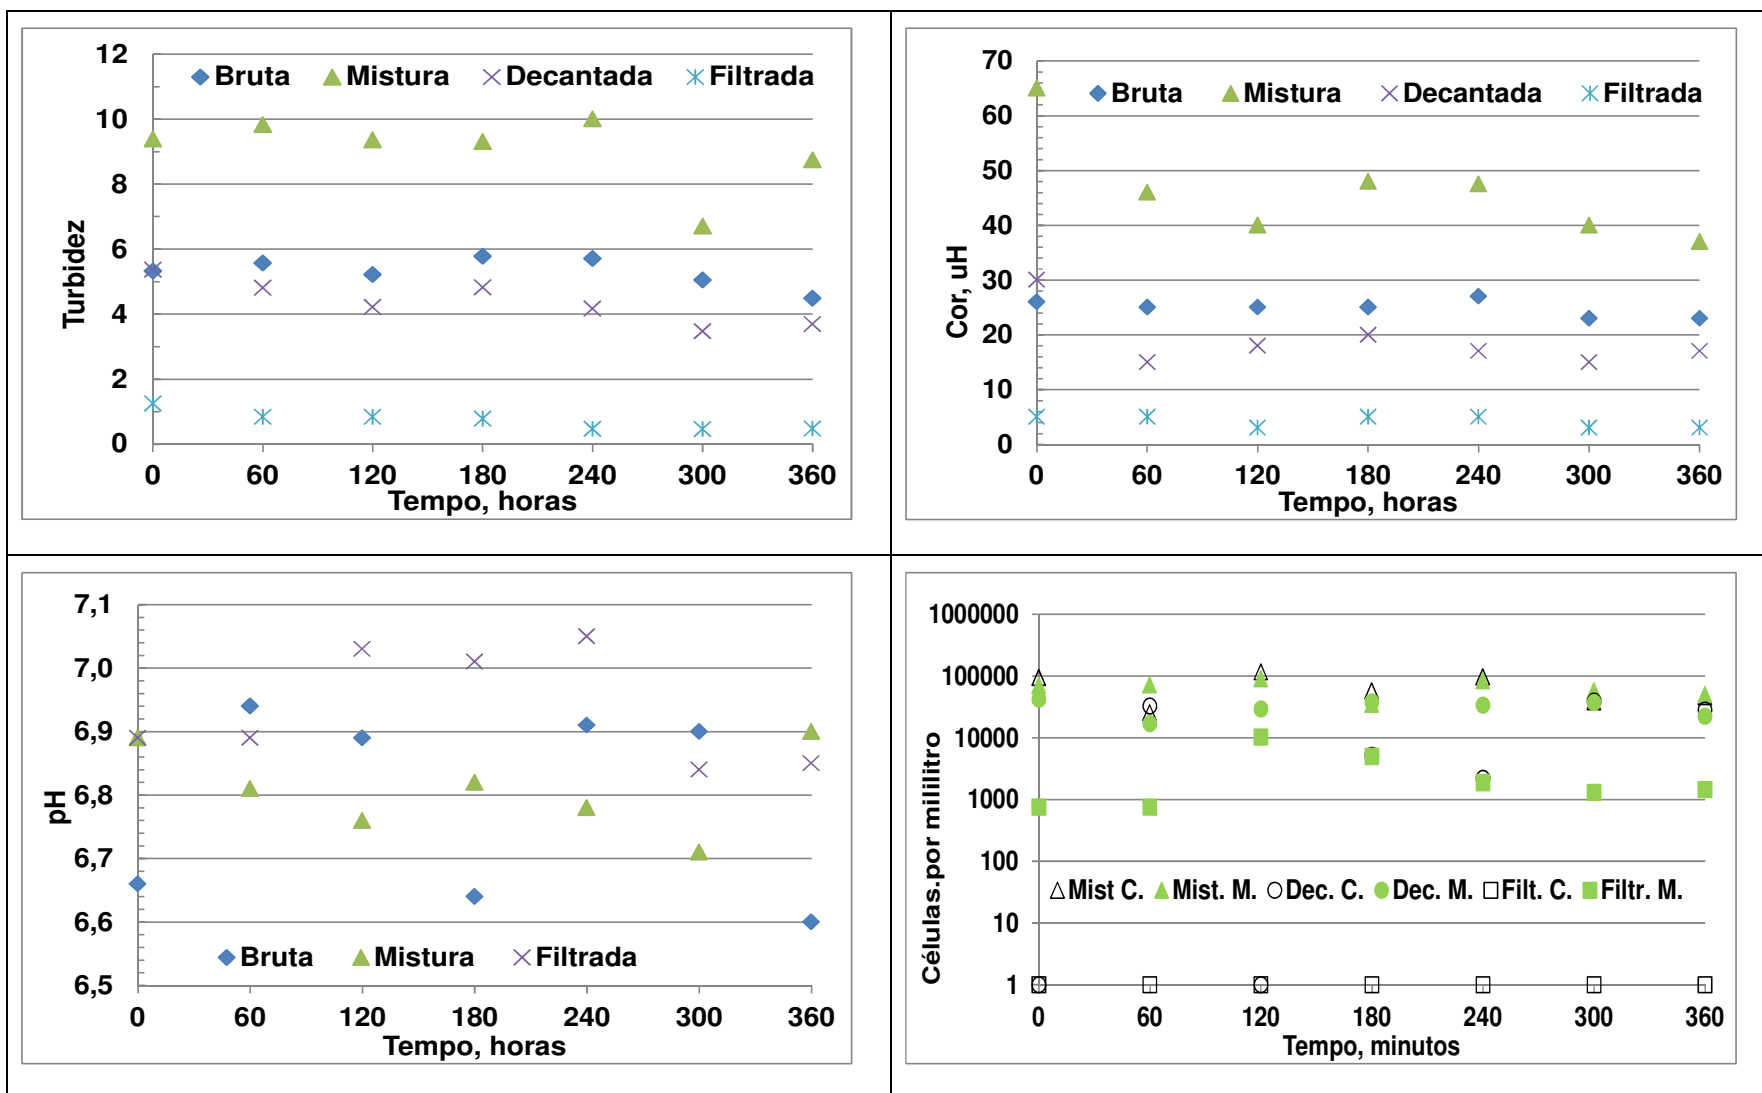 12
10
8
6
4
2
0
Turbidez
Bruta Mistura Decantada Filtrada
0 60 120 180 240 300 360
Tempo, horas
70
60
50
40
30
20
10
0
Cor, uH
Bruta Mistura Decantada Filtrada
0 60 120 180 240 300 360
Tempo, horas
7,1
7,0
6,9
6,8
6,7
6,6
6,5
pH
Bruta Mistura Filtrada
0 60 120 180 240 300 360
Tempo, horas
1000000
100000
10000
1000
100
10
1
Células.por mililitro
Mist C. Mist. M. Dec. C. Dec. M. Filt. C. Filtr. M.
0 60 120 180 240 300 360
Tempo, minutos